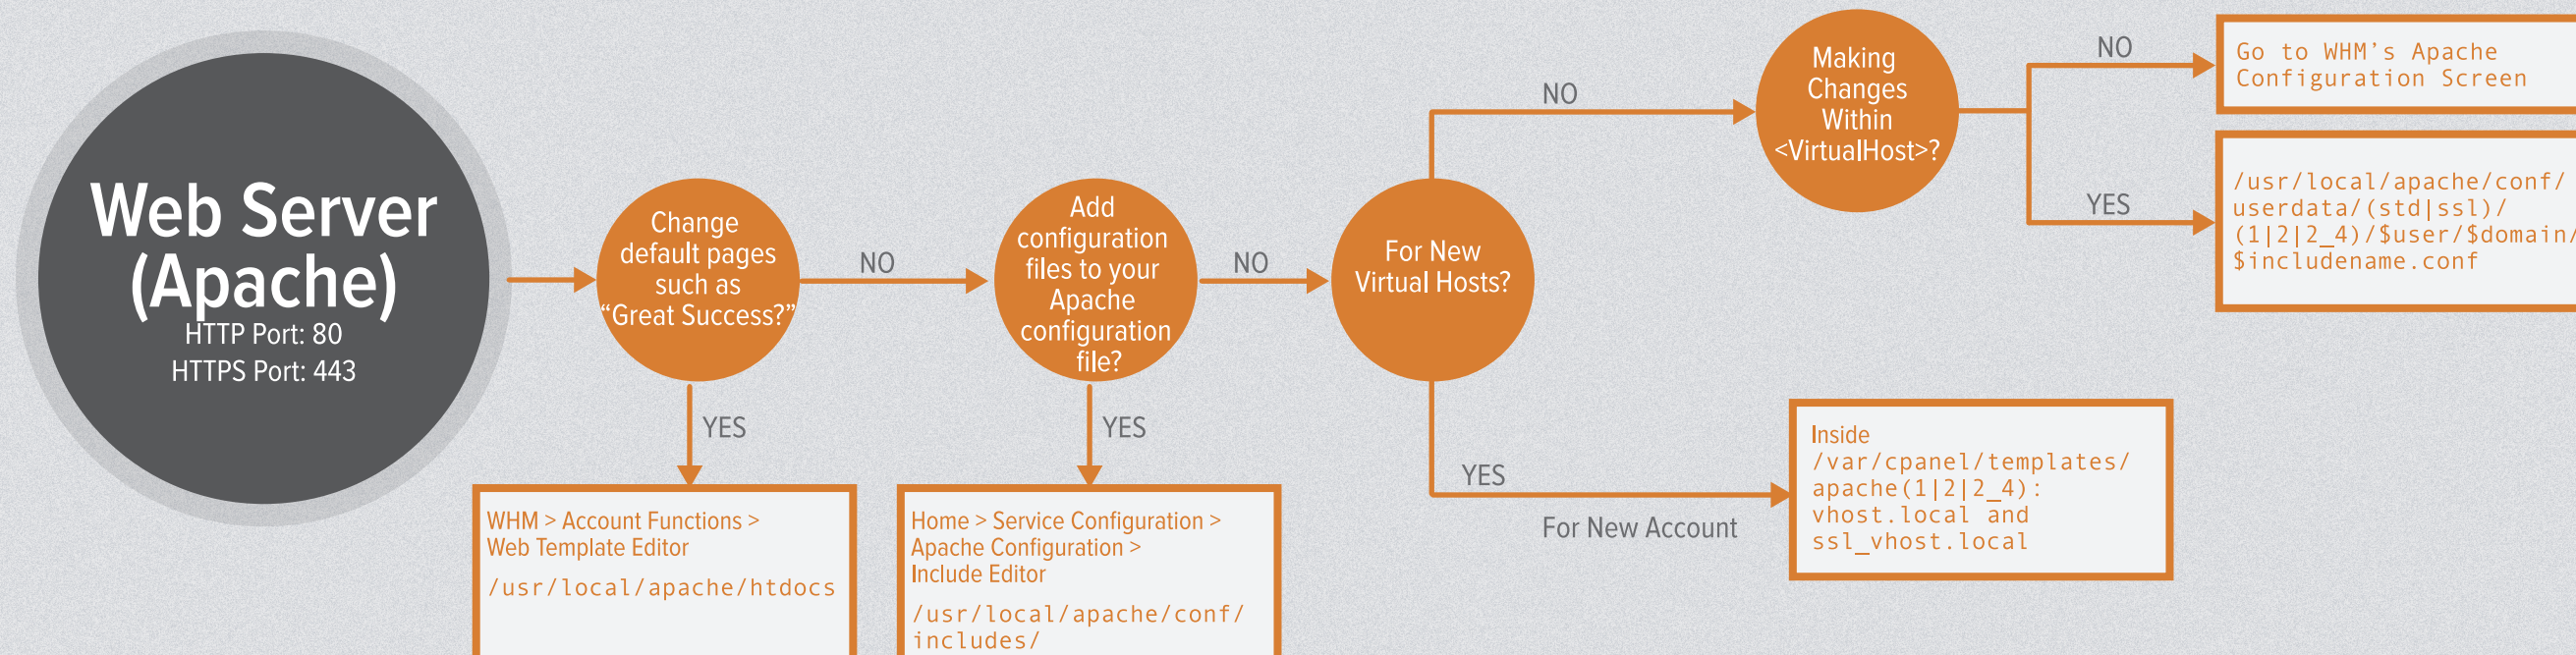 Web Server
(Apache)
HTTP Port: 80
HTTPS Port: 443
Change
default pages
such as
“Great Success?”
NO
YES
WHM > Account Functions >
Web Template Editor
/usr/local/apache/htdocs
Add
configuration
files to your
Apache
configuration
file?
NO
YES
Home > Service Configuration >
Apache Configuration >
Include Editor
/usr/local/apache/conf/
includes/
For New
Virtual Hosts?
NO
YES
For New Account
Inside
/var/cpanel/templates/
apache(1|2|2_4):
vhost.local and
ssl_vhost.local
Making
Changes
Within
<VirtualHost>?
NO
Go to WHM’s Apache
Configuration Screen
YES
/usr/local/apache/conf/
userdata/(std|ssl)/
(1|2|2_4)/$user/$domain/
$includename.conf